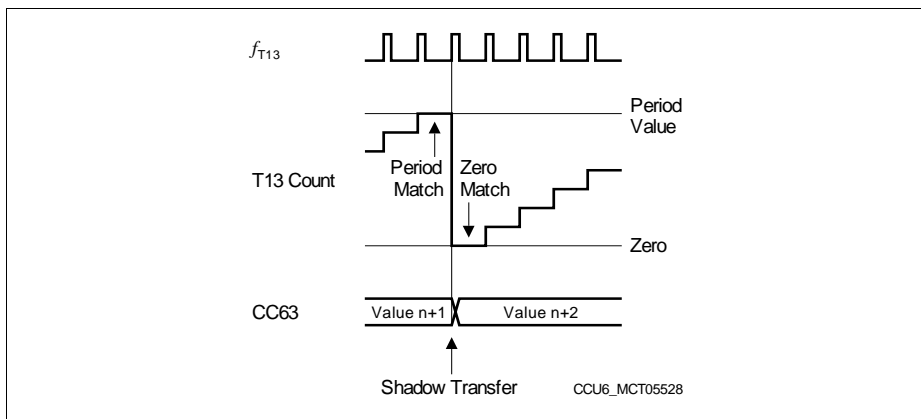 fT13
Period
Value
Period
Match
Zero
Match
T13 Count
Zero
CC63
Value n+1
Value n+2
Shadow Transfer
CCU6_MCT05528